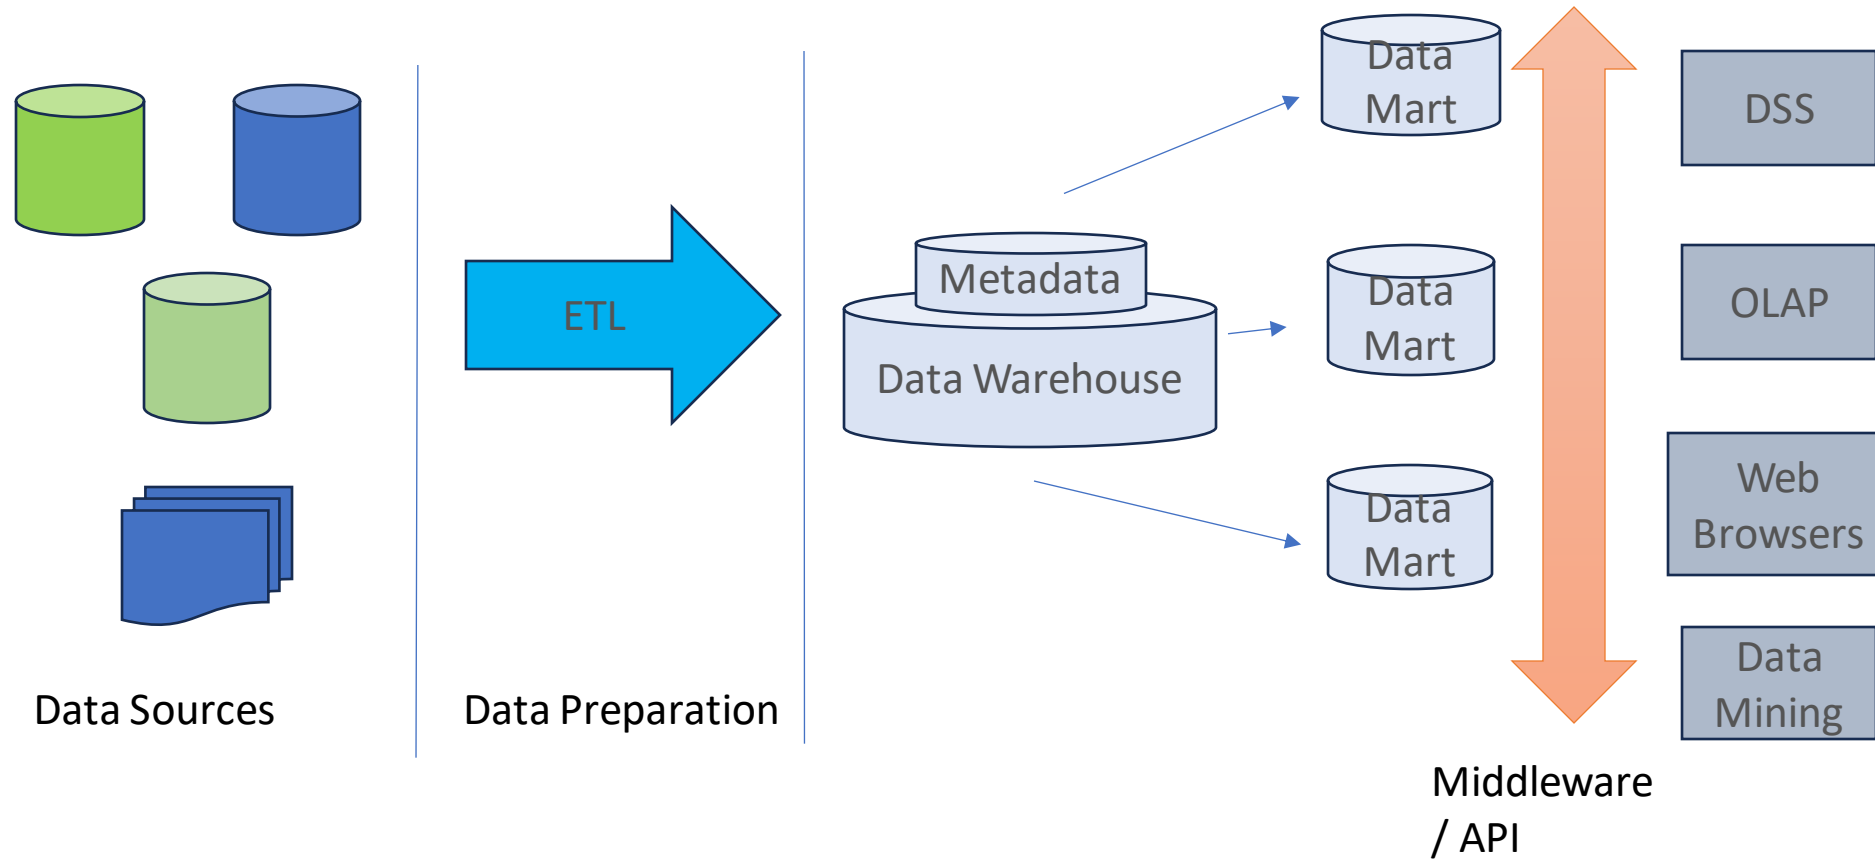 Data Sources
ETL
Data Preparation
Metadata
Data Warehouse
Data
Mart
Data
Mart
Data
Mart
Middleware
/ API
DSS
OLAP
Web
Browsers
Data
Mining